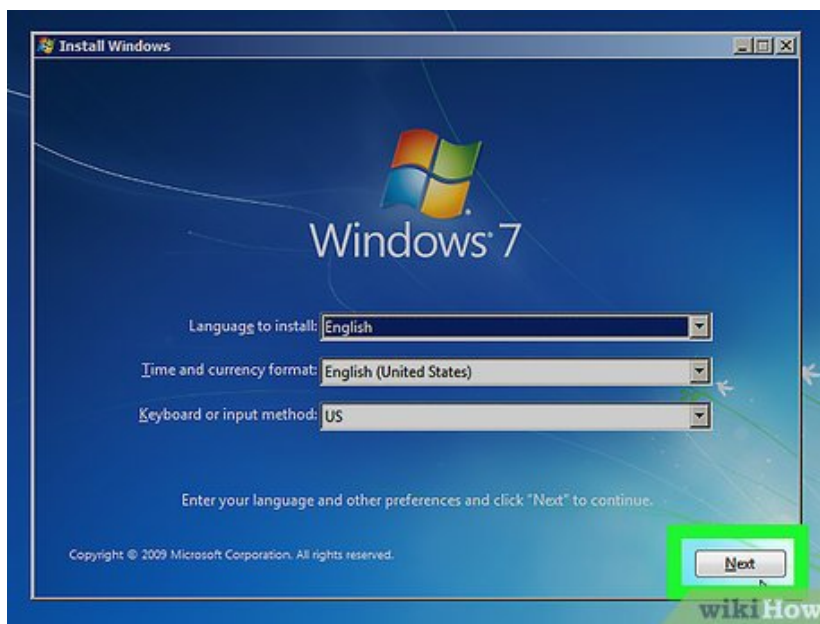 Install Windows
Windows 7
Language to install: English
Time and currency format: English (United States)
Keyboard or input method: US
Enter your language and other preferences and click "Next" to continue.
Copyright © 2009 Microsoft Corporation. All rights reserved.
Next
wikiHow